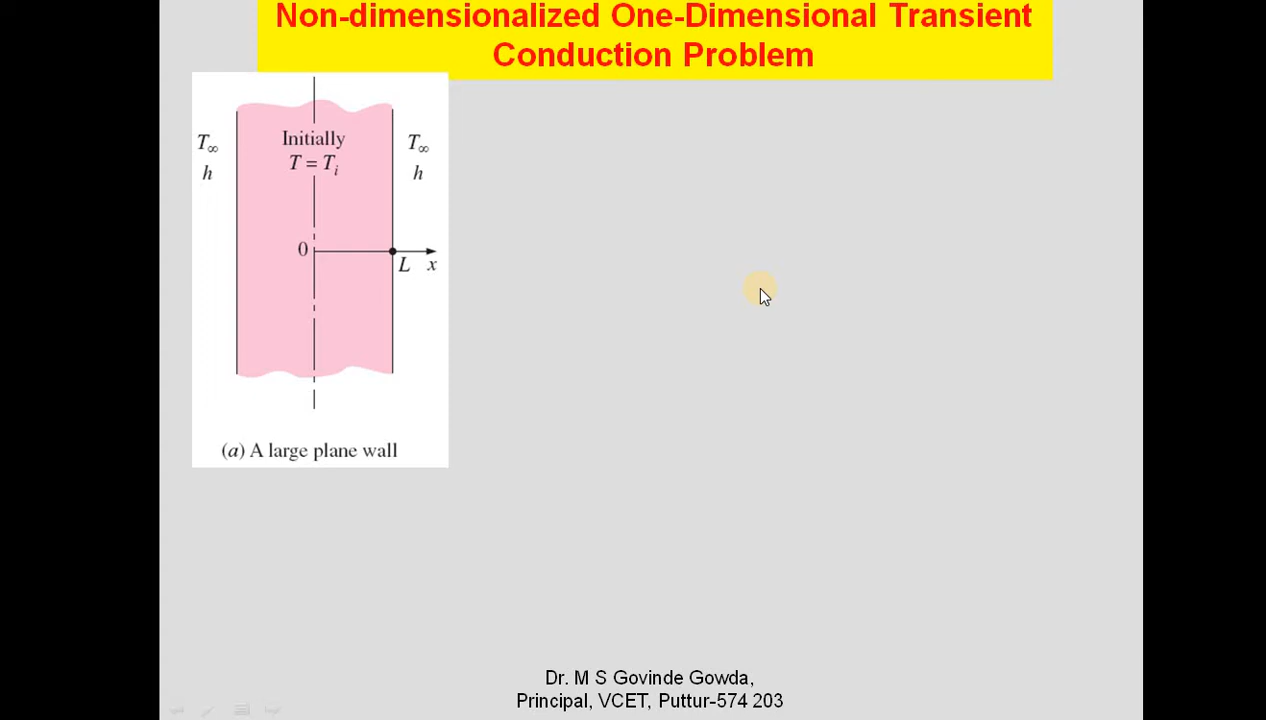 Non-dimensionalized One-Dimensional Transient
Conduction Problem
T∞
h
Initially
T = Ti
T∞
h
0
L x
(a) A large plane wall
Dr. M S Govinde Gowda,
Principal, VCET, Puttur-574 203